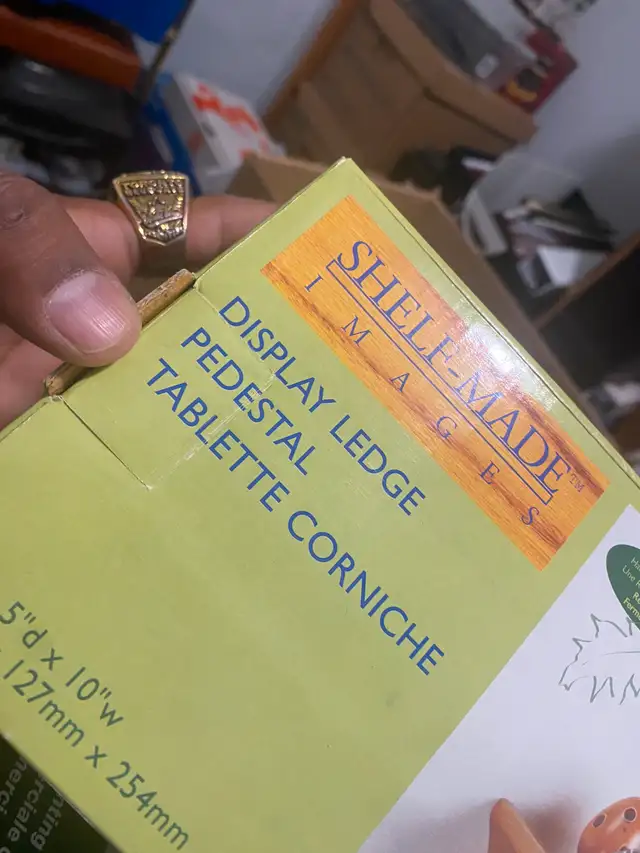 SHELF-MADE™
IMAGES
DISPLAY LEDGE
PEDESTAL
TABLETTE CORNICHE
5"d x 10"w
127mm x 254mm